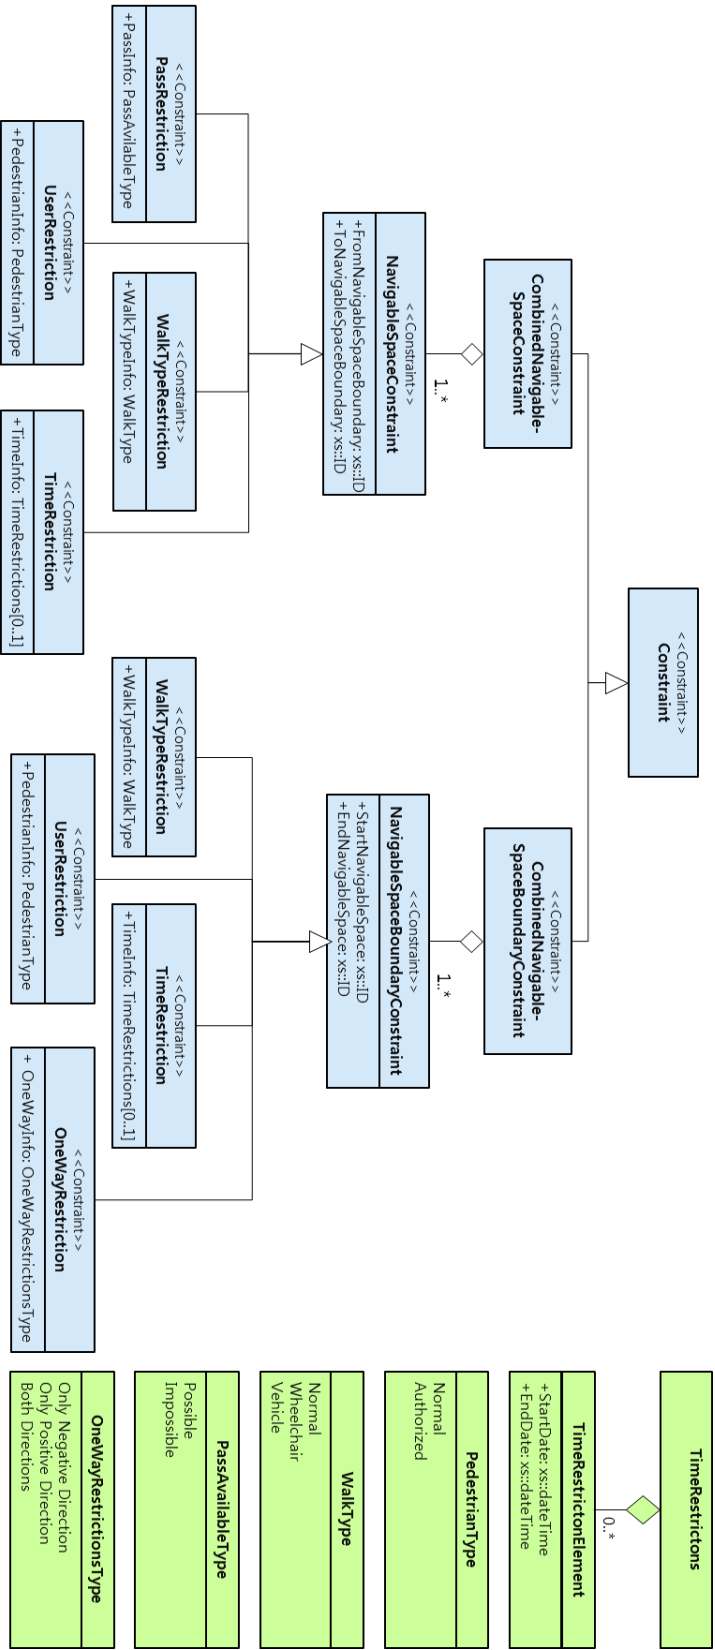 <<Constraint>>
Constraint
<<Constraint>>
CombinedNavigable-
SpaceConstraint
<<Constraint>>
CombinedNavigable-
SpaceBoundaryConstraint
1..*
1..*
<<Constraint>>
NavigableSpaceConstraint
+FromNavigableSpaceBoundary: xs::ID
+ToNavigableSpaceBoundary: xs::ID
<<Constraint>>
NavigableSpaceBoundaryConstraint
+StartNavigableSpace: xs::ID
+EndNavigableSpace: xs::ID
<<Constraint>>
PassRestriction
+PassInfo: PassAvilableType
<<Constraint>>
WalkTypeRestriction
+WalkTypeInfo: WalkType
<<Constraint>>
WalkTypeRestriction
+WalkTypeInfo: WalkType
<<Constraint>>
TimeRestriction
+TimeInfo: TimeRestrictions[0..1]
<<Constraint>>
UserRestriction
+PedestrianInfo: PedestrianType
<<Constraint>>
TimeRestriction
+TimeInfo: TimeRestrictions[0..1]
<<Constraint>>
UserRestriction
+PedestrianInfo: PedestrianType
<<Constraint>>
OneWayRestriction
+ OneWayInfo: OneWayRestrictionsType
TimeRestrictons
0..*
TimeRestrictonElement
+StartDate: xs::dateTime
+EndDate: xs::dateTime
PedestrianType
Normal
Authorized
WalkType
Normal
Wheelchair
Vehicle
PassAvailableType
Possible
Impossible
OneWayRestrictionsType
Only Negative Direction
Only Positive Direction
Both Directions